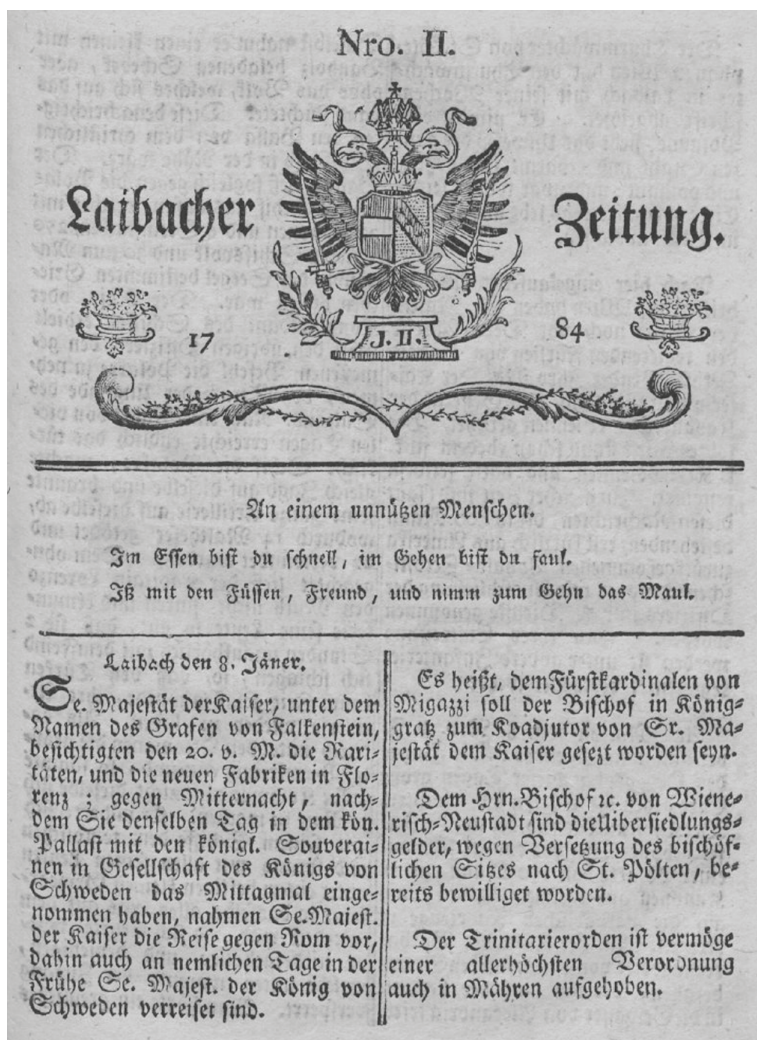 Nro. II.
Laibacher Zeitung.
17 J. II. 84
An einem unnützen Menschen.
Im Essen bist du schnell, im Gehen bist du faul.
Iß mit den Füssen, Freund, und nimm zum Gehn das Maul.
Laibach den 8. Jäner.
Se. Majestät der Kaiser, unter dem
Namen des Grafen von Falkenstein,
besichtigten den 20. v. M. die Rari-
täten, und die neuen Fabriken in Flo-
renz; gegen Mitternacht, nach-
dem Sie denselben Tag in dem kön.
Pallast mit den königl. Souverai-
nen in Gesellschaft des Königs von
Schweden das Mittagmal einge-
nommen haben, nahmen Se. Majest.
der Kaiser die Reise gegen Rom vor,
dahin auch an nemlichen Tage in der
Frühe Se. Majest. der König von
Schweden verreiset sind.
Es heißt, dem Fürstkardinalen von
Migazzi soll der Bischof in König-
gratz zum Koadjutor von Sr. Ma-
jestät dem Kaiser gesezt worden seyn.
Dem Hrn. Bischof ꝛc. von Wiene-
risch-Neustadt sind die Uibersiedlungs-
gelder, wegen Versetzung des bischöf-
lichen Sitzes nach St. Pölten, be-
reits bewilliget worden.
Der Trinitarierorden ist vermöge
einer allerhöchsten Verordnung
auch in Mähren aufgehoben.